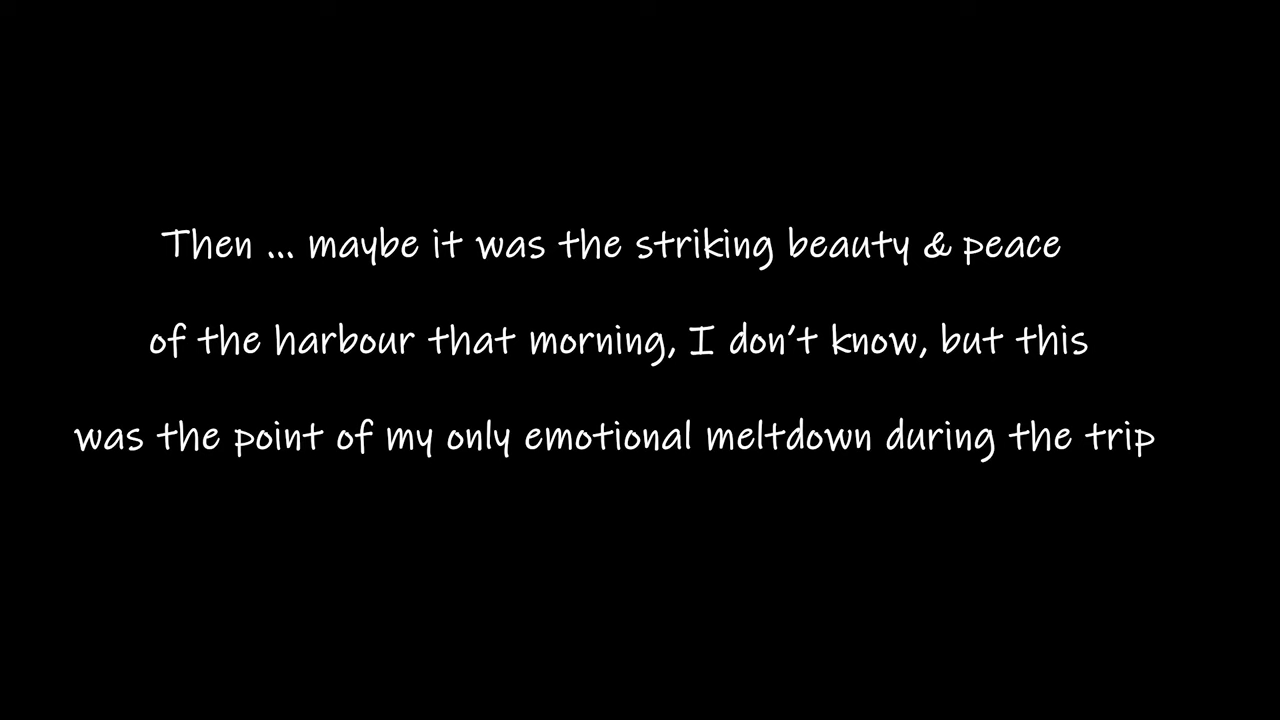 Then ... maybe it was the striking beauty & peace
of the harbour that morning, I don’t know, but this
was the point of my only emotional meltdown during the trip